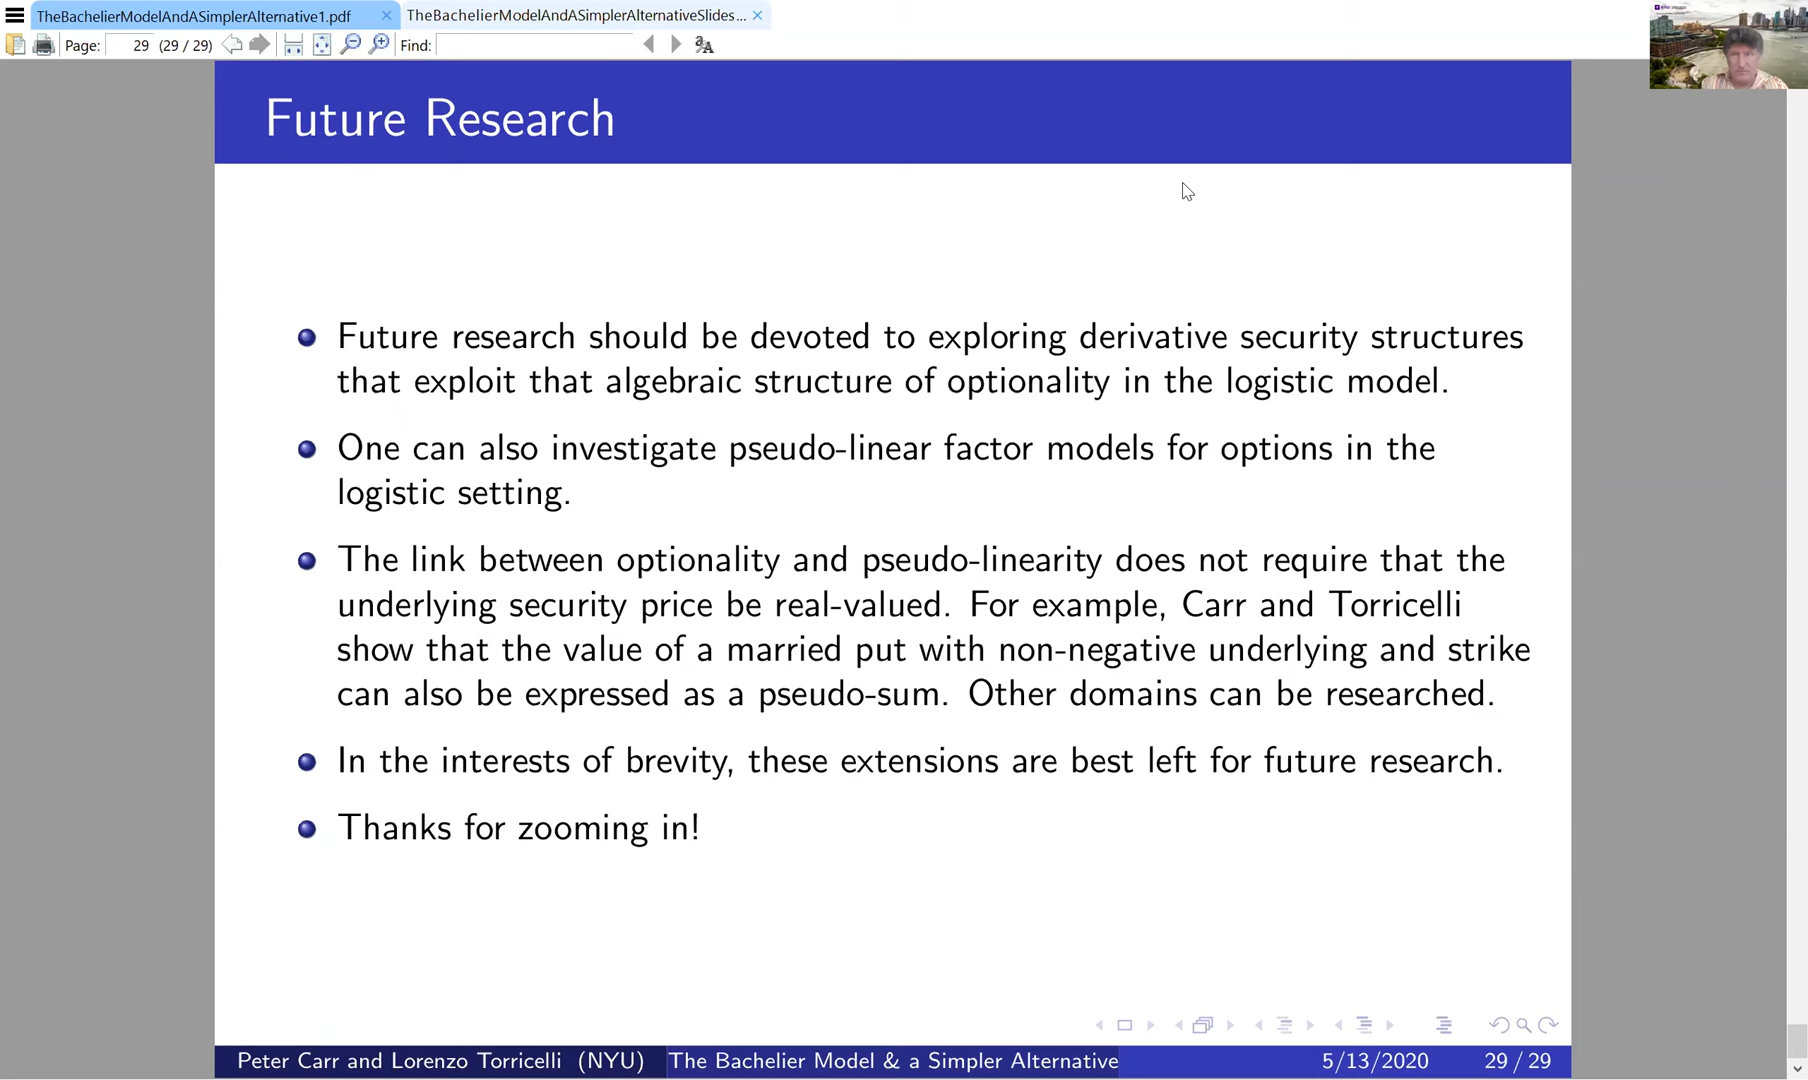 TheBachelierModelAndASimplerAlternative1.pdf
TheBachelierModelAndASimplerAlternativeSlides...
Page: 29 (29 / 29) Find:
Future Research
Future research should be devoted to exploring derivative security structures
that exploit that algebraic structure of optionality in the logistic model.
One can also investigate pseudo-linear factor models for options in the
logistic setting.
The link between optionality and pseudo-linearity does not require that the
underlying security price be real-valued. For example, Carr and Torricelli
show that the value of a married put with non-negative underlying and strike
can also be expressed as a pseudo-sum. Other domains can be researched.
In the interests of brevity, these extensions are best left for future research.
Thanks for zooming in!
Peter Carr and Lorenzo Torricelli (NYU) The Bachelier Model & a Simpler Alternative 5/13/2020 29 / 29